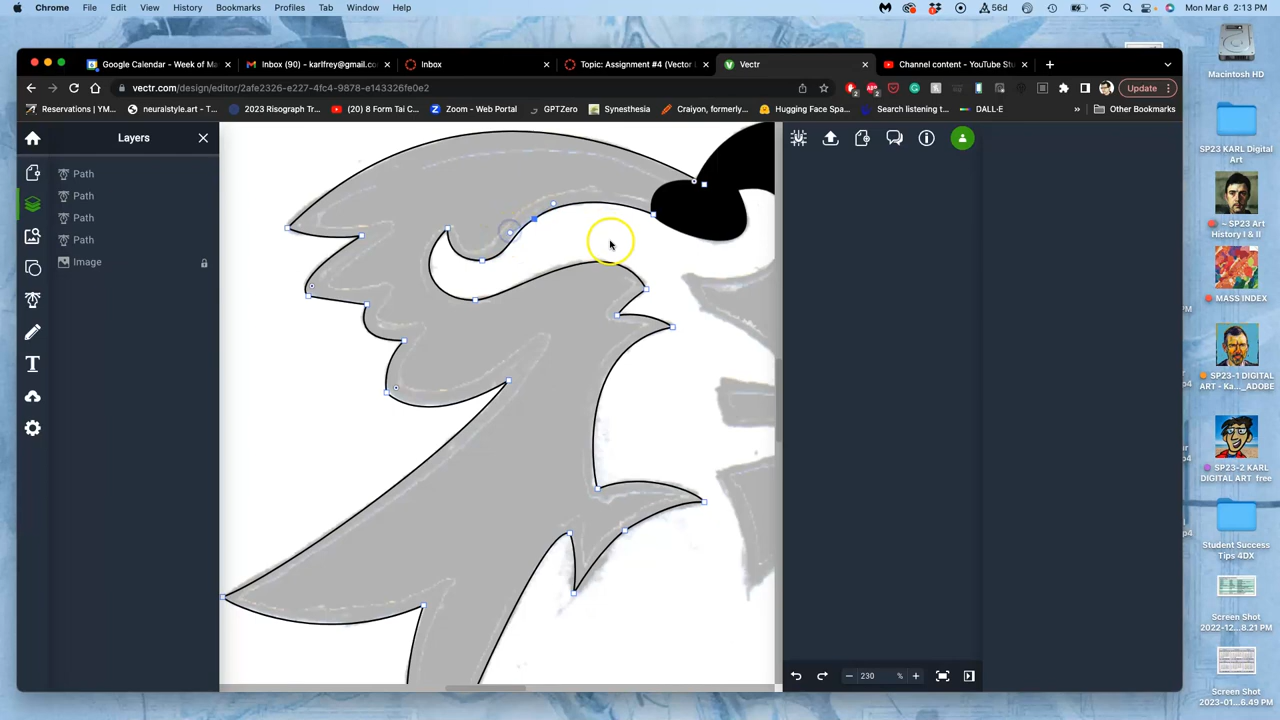 Chrome File Edit View History Bookmarks Profiles Tab Window Help 56d Mon Mar 6 2:13 PM
Google Calendar - Week of Ma Inbox (90) - karlfrey@gmail.co Inbox Topic: Assignment #4 (Vector L Vectr Channel content - YouTube Stu
vectr.com/design/editor/2afe2326-e227-4fc4-9878-e143326fe0e2 Update
Reservations | YM... neuralstyle.art - T... 2023 Risograph Tr... (20) 8 Form Tai C... Zoom - Web Portal GPTZero Synesthesia Craiyon, formerly... Hugging Face Spa... Search listening t... DALL·E » Other Bookmarks
Layers
Path
Path
Path
Path
Image
T
230 %
Macintosh HD
SP23 KARL Digital
Art
~ SP23 Art
History I & II
MASS INDEX
SP23-1 DIGITAL
ART - Ka..._ADOBE
SP23-2 KARL
DIGITAL ART free
Student Success
Tips 4DX
Screen Shot
2022-12...8.21 PM
Screen Shot
2023-01...6.49 PM